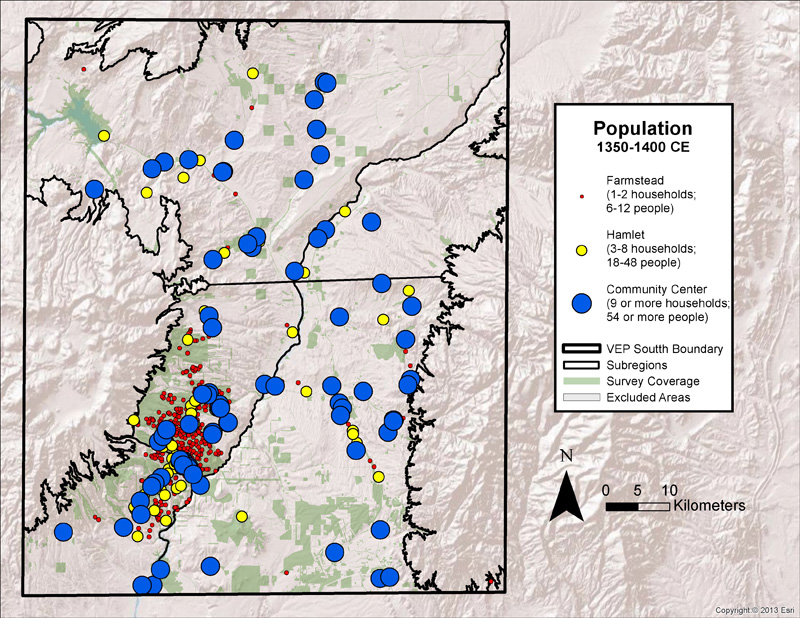 Population
1350-1400 CE
Farmstead
(1-2 households;
6-12 people)
Hamlet
(3-8 households;
18-48 people)
Community Center
(9 or more households;
54 or more people)
VEP Soutth Boundary
Subregions
Survey Coverage
Excluded Areas
N
0 5 10
Kilometers
Copyright © 2013 Esri